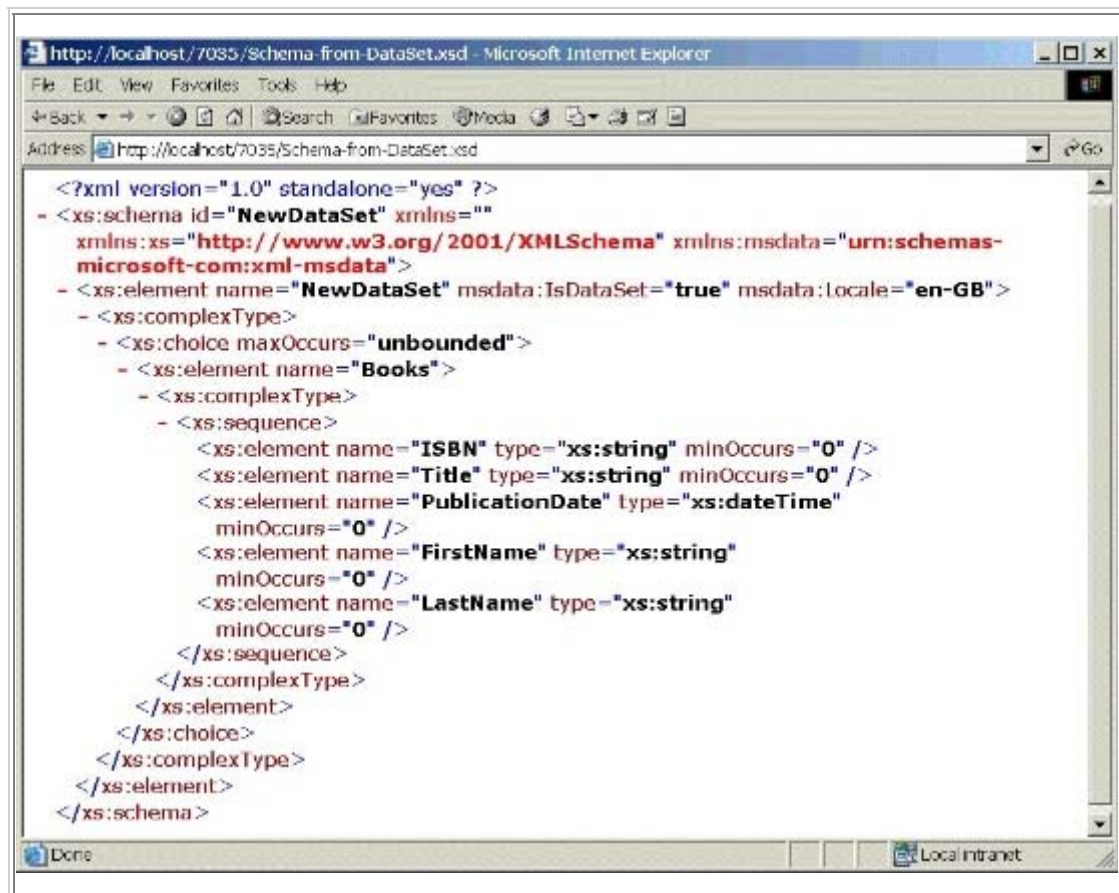 http://localhost/7035/Schema-from-DataSet.xsd - Microsoft Internet Explorer
File Edit View Favorites Tools Help
Back Search Favorites Media
Address http://localhost/7035/Schema-from-DataSet.xsd Go
<?xml version="1.0" standalone="yes" ?>
- <xs:schema id="NewDataSet" xmlns=""
xmlns:xs="http://www.w3.org/2001/XMLSchema" xmlns:msdata="urn:schemas-
microsoft-com:xml-msdata">
- <xs:element name="NewDataSet" msdata:IsDataSet="true" msdata:Locale="en-GB">
- <xs:complexType>
- <xs:choice maxOccurs="unbounded">
- <xs:element name="Books">
- <xs:complexType>
- <xs:sequence>
<xs:element name="ISBN" type="xs:string" minOccurs="0" />
<xs:element name="Title" type="xs:string" minOccurs="0" />
<xs:element name="PublicationDate" type="xs:dateTime"
minOccurs="0" />
<xs:element name="FirstName" type="xs:string"
minOccurs="0" />
<xs:element name="LastName" type="xs:string"
minOccurs="0" />
</xs:sequence>
</xs:complexType>
</xs:element>
</xs:choice>
</xs:complexType>
</xs:element>
</xs:schema>
Done Local intranet